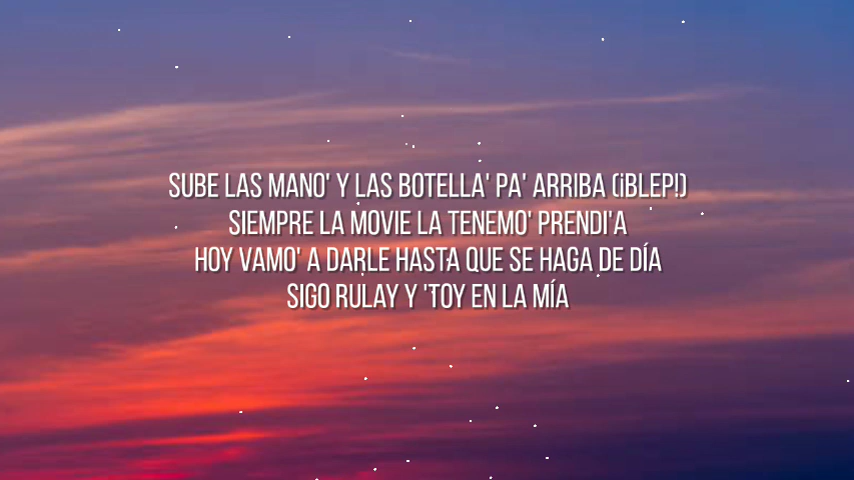 SUBE LAS MANO' Y LAS BOTELLA' PA' ARRIBA (¡BLEP!)
SIEMPRE LA MOVIE LA TENEMO' PRENDI'A
HOY VAMO' A DARLE HASTA QUE SE HAGA DE DÍA
SIGO RULAY Y 'TOY EN LA MÍA